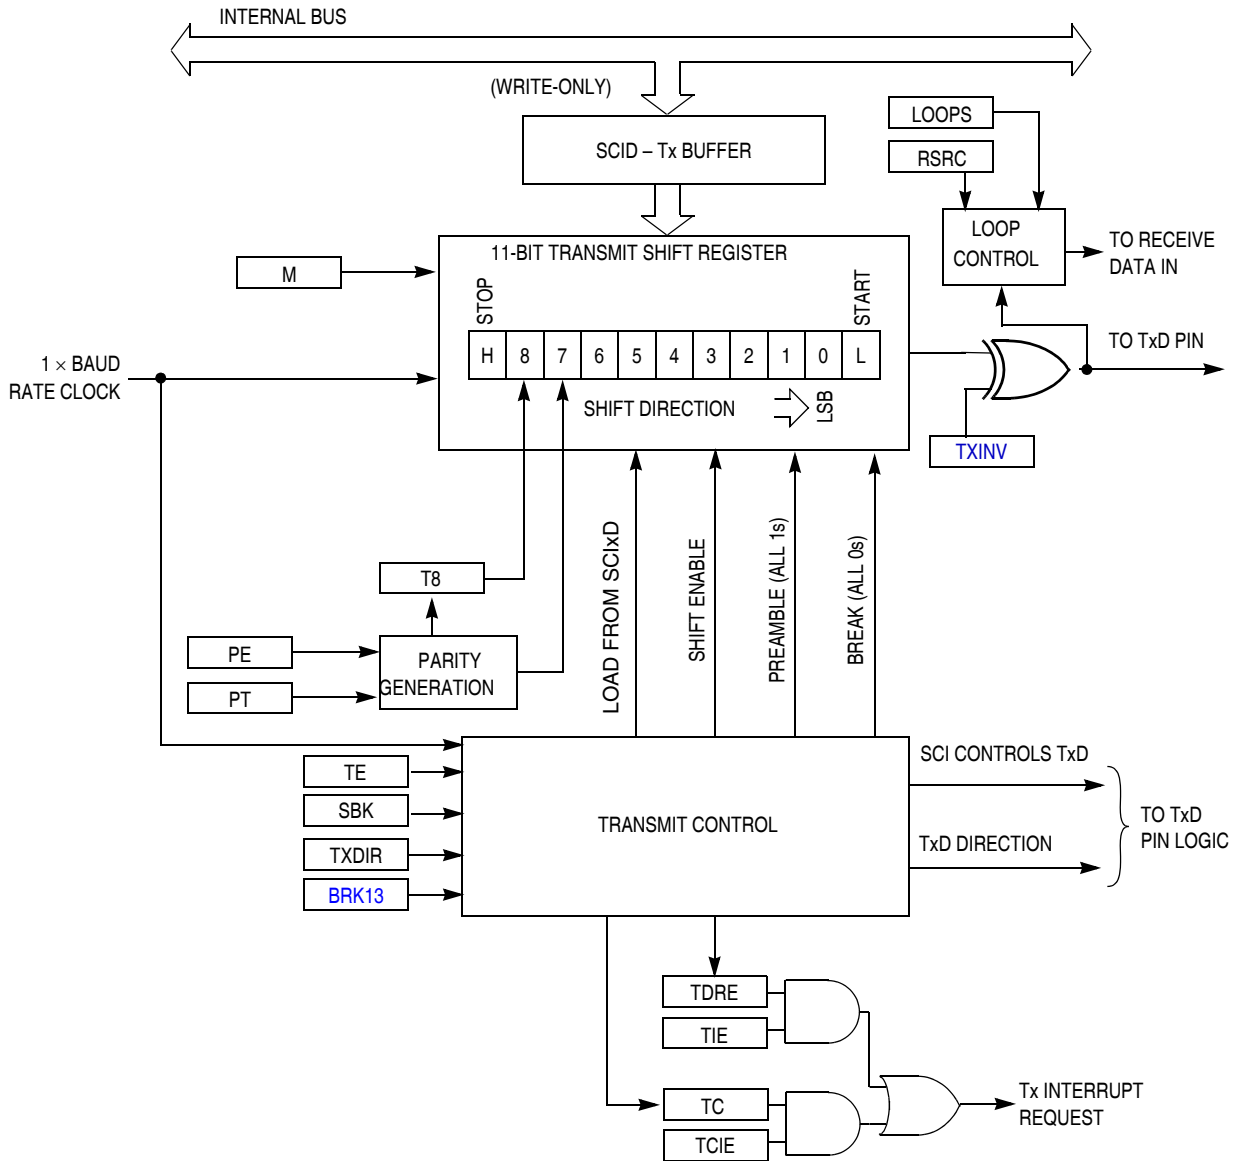 INTERNAL BUS
(WRITE-ONLY)
SCID – Tx BUFFER
LOOPS
RSRC
LOOP
CONTROL
TO RECEIVE
DATA IN
11-BIT TRANSMIT SHIFT REGISTER
M
STOP
START
H 8 7 6 5 4 3 2 1 0 L
1 × BAUD
RATE CLOCK
SHIFT DIRECTION
LSB
TO TxD PIN
TXINV
LOAD FROM SCIxD
SHIFT ENABLE
PREAMBLE (ALL 1s)
BREAK (ALL 0s)
T8
PE
PT
PARITY
GENERATION
TE
SBK
TXDIR
BRK13
TRANSMIT CONTROL
SCI CONTROLS TxD
TxD DIRECTION
TO TxD
PIN LOGIC
TDRE
TIE
TC
TCIE
Tx INTERRUPT
REQUEST